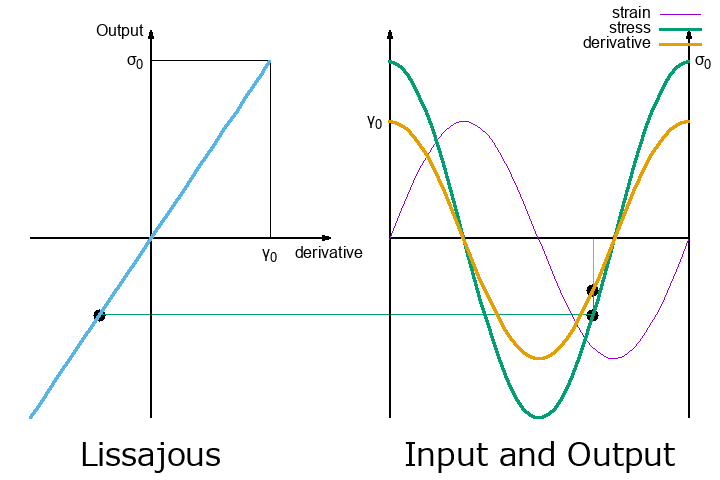 Output
σ0
γ0
derivative
Lissajous
strain
stress
derivative
σ0
γ0
Input and Output